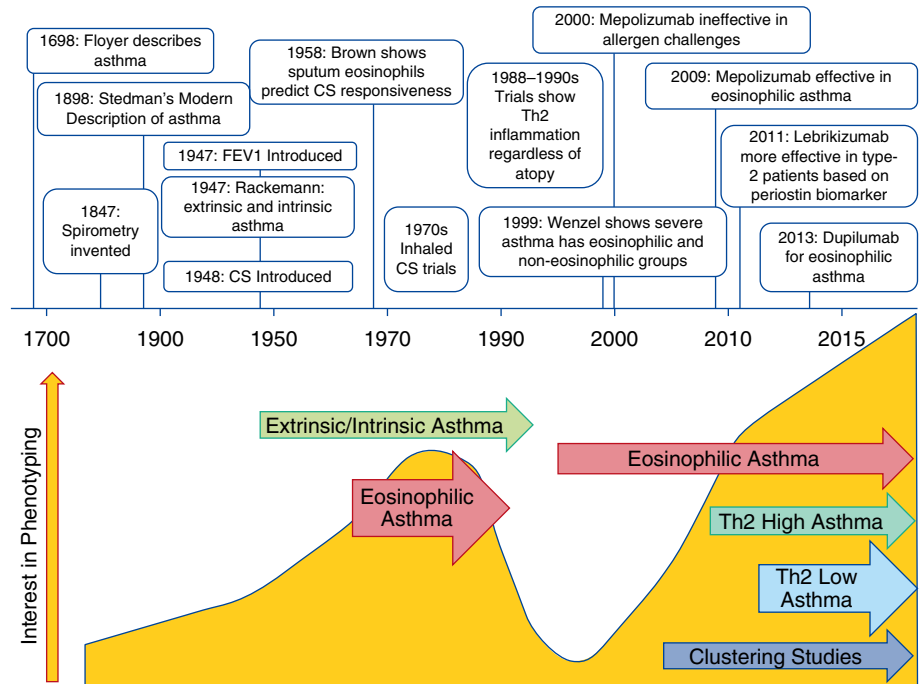 1698: Floyer describes
asthma
1898: Stedman's Modern
Description of asthma
1847:
Spirometry
invented
1958: Brown shows
sputum eosinophils
predict CS responsiveness
1947: FEV1 Introduced
1947: Rackemann:
extrinsic and intrinsic
asthma
1948: CS Introduced
1970s
Inhaled
CS trials
1988–1990s
Trials show
Th2
inflammation
regardless of
atopy
1999: Wenzel shows severe
asthma has eosinophilic and
non-eosinophilic groups
2000: Mepolizumab ineffective in
allergen challenges
2009: Mepolizumab effective in
eosinophilic asthma
2011: Lebrikizumab
more effective in type-
2 patients based on
periostin biomarker
2013: Dupilumab
for eosinophilic
asthma
1700 1900 1950 1970 1990 2000 2010 2015
Interest in Phenotyping
Extrinsic/Intrinsic Asthma
Eosinophilic
Asthma
Eosinophilic Asthma
Th2 High Asthma
Th2 Low
Asthma
Clustering Studies